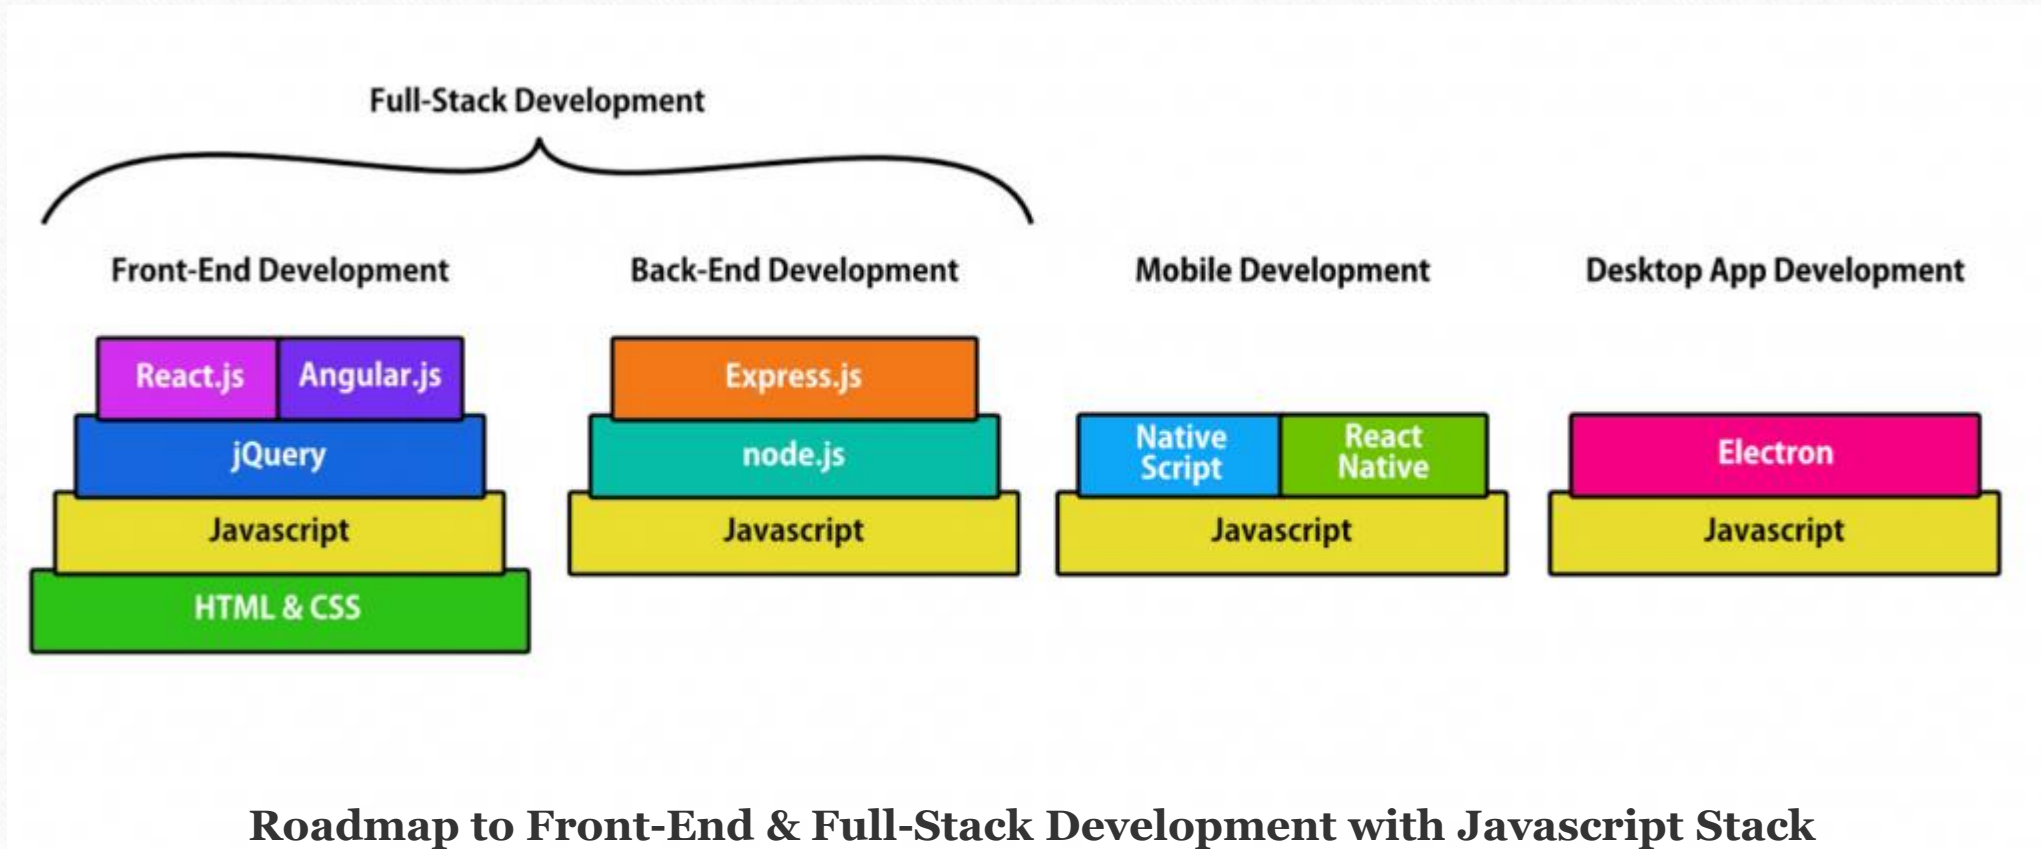 Full-Stack Development
Front-End Development
Back-End Development
Mobile Development
Desktop App Development
React.js
Angular.js
jQuery
Javascript
HTML & CSS
Express.js
node.js
Javascript
Native
Script
React
Native
Javascript
Electron
Javascript
Roadmap to Front-End & Full-Stack Development with Javascript Stack